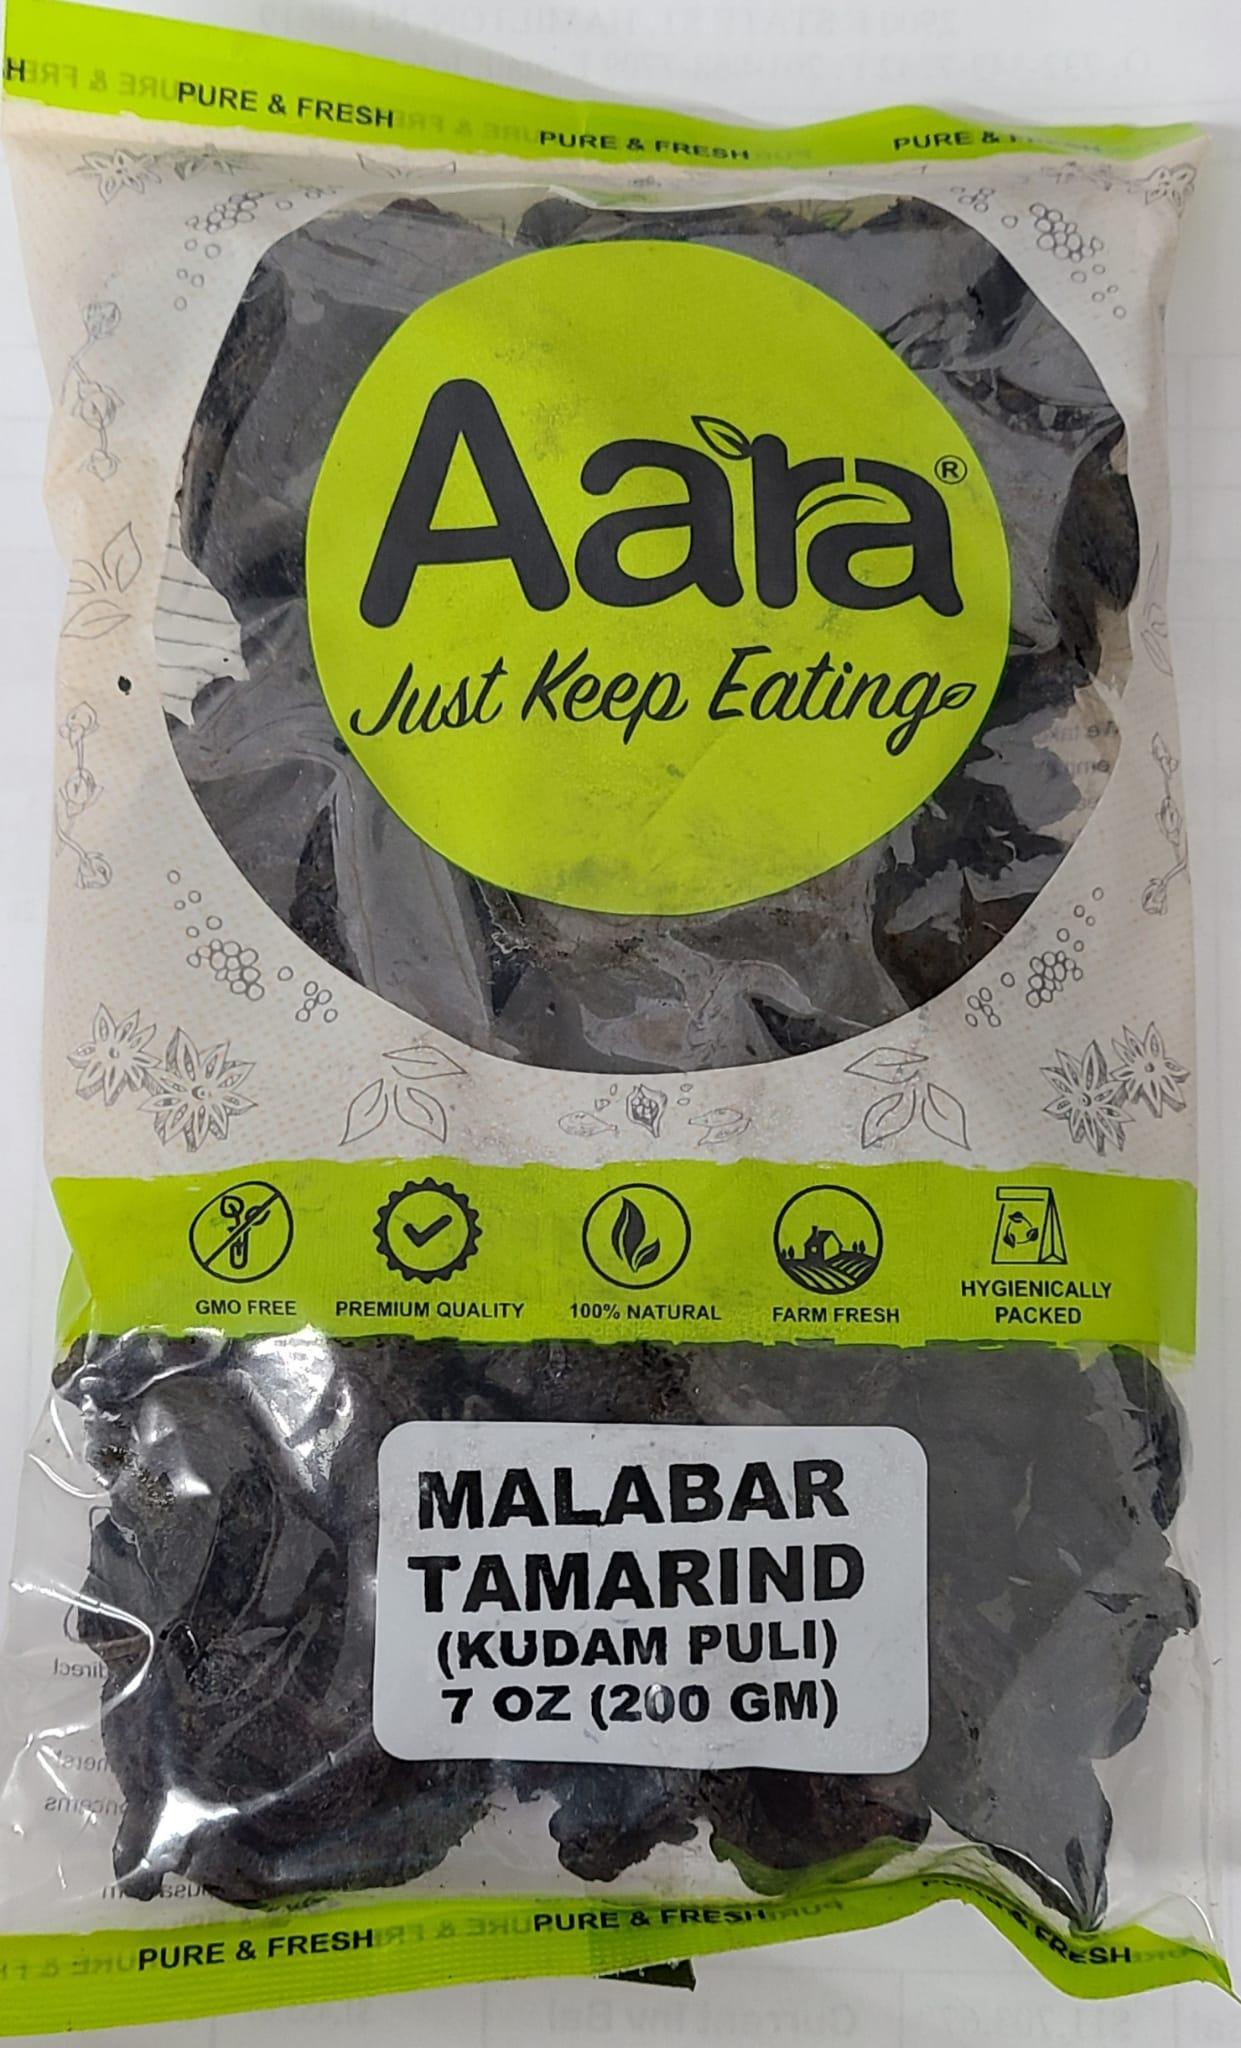 PURE & FRESH PURE & FRESH PURE &
Aara®
Just Keep Eating
GMO FREE
PREMIUM QUALITY
100% NATURAL
FARM FRESH
HYGIENICALLY
PACKED
MALABAR
TAMARIND
(KUDAM PULI)
7 OZ (200 GM)
PURE & FRESH PURE & FRESH & FRESH